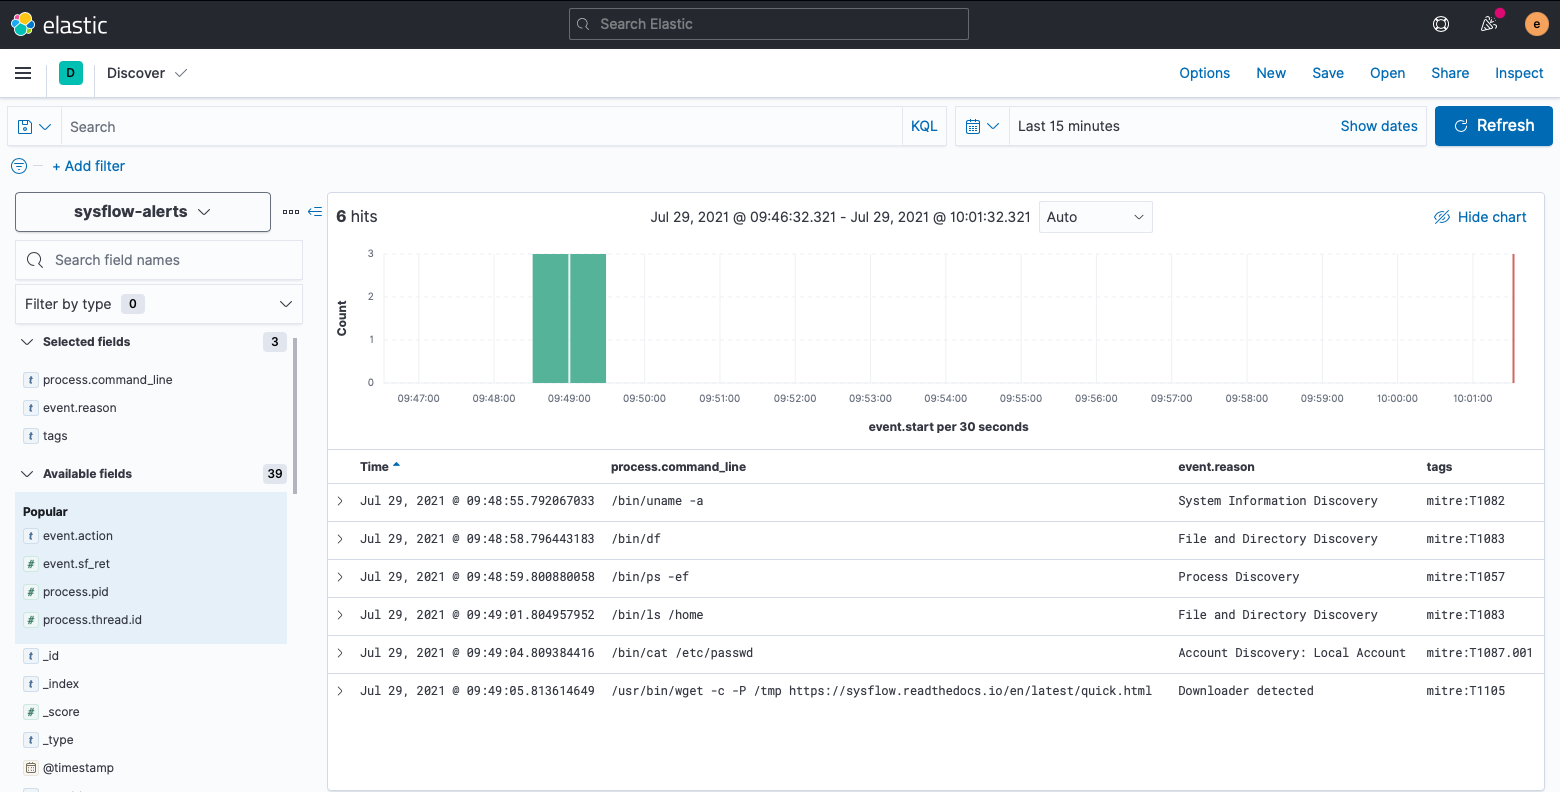 elastic
Search Elastic
e
D
Discover
Options
New
Save
Open
Share
Inspect
Search
KQL
Last 15 minutes
Show dates
Refresh
+ Add filter
sysflow-alerts
Search field names
Filter by type 0
Selected fields 3
t process.command_line
t event.reason
t tags
Available fields 39
Popular
t event.action
# event.sf_ret
# process.pid
# process.thread.id
t _id
t _index
# _score
t _type
@timestamp
6 hits
Jul 29, 2021 @ 09:46:32.321 - Jul 29, 2021 @ 10:01:32.321
Auto
Hide chart
Count
3
2
1
0
09:47:00 09:48:00 09:49:00 09:50:00 09:51:00 09:52:00 09:53:00 09:54:00 09:55:00 09:56:00 09:57:00 09:58:00 09:59:00 10:00:00 10:01:00
event.start per 30 seconds
Time process.command_line event.reason tags
Jul 29, 2021 @ 09:48:55.792067033 /bin/uname -a System Information Discovery mitre:T1082
Jul 29, 2021 @ 09:48:58.796443183 /bin/df File and Directory Discovery mitre:T1083
Jul 29, 2021 @ 09:48:59.800880058 /bin/ps -ef Process Discovery mitre:T1057
Jul 29, 2021 @ 09:49:01.804957952 /bin/ls /home File and Directory Discovery mitre:T1083
Jul 29, 2021 @ 09:49:04.809384416 /bin/cat /etc/passwd Account Discovery: Local Account mitre:T1087.001
Jul 29, 2021 @ 09:49:05.813614649 /usr/bin/wget -c -P /tmp https://sysflow.readthedocs.io/en/latest/quick.html Downloader detected mitre:T1105